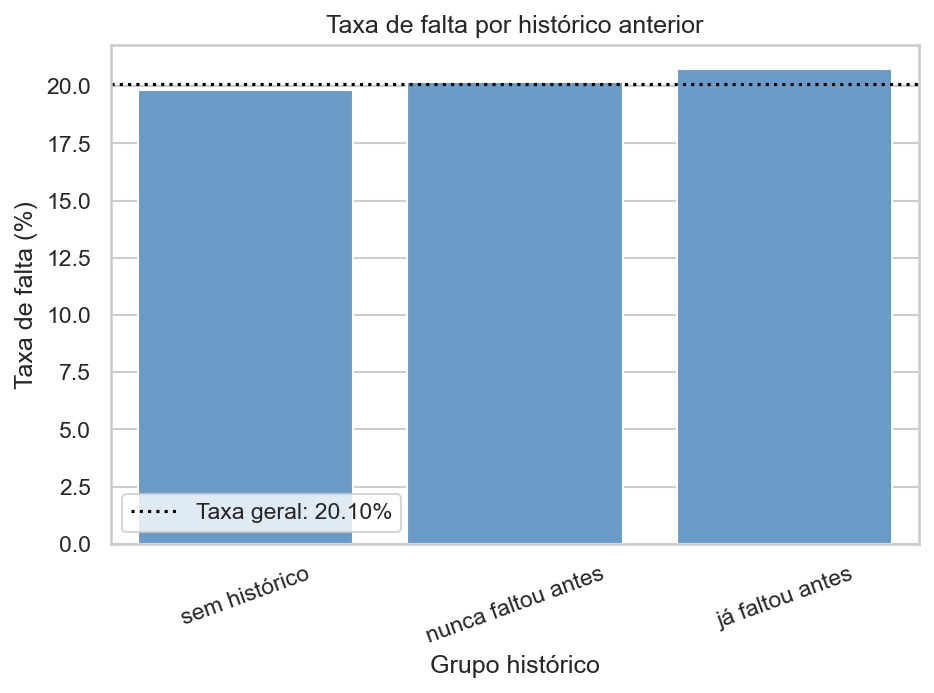 Taxa de falta por histórico anterior
Taxa de falta (%)
20.0
17.5
15.0
12.5
10.0
7.5
5.0
2.5
0.0
Taxa geral: 20.10%
sem histórico
nunca faltou antes
já faltou antes
Grupo histórico